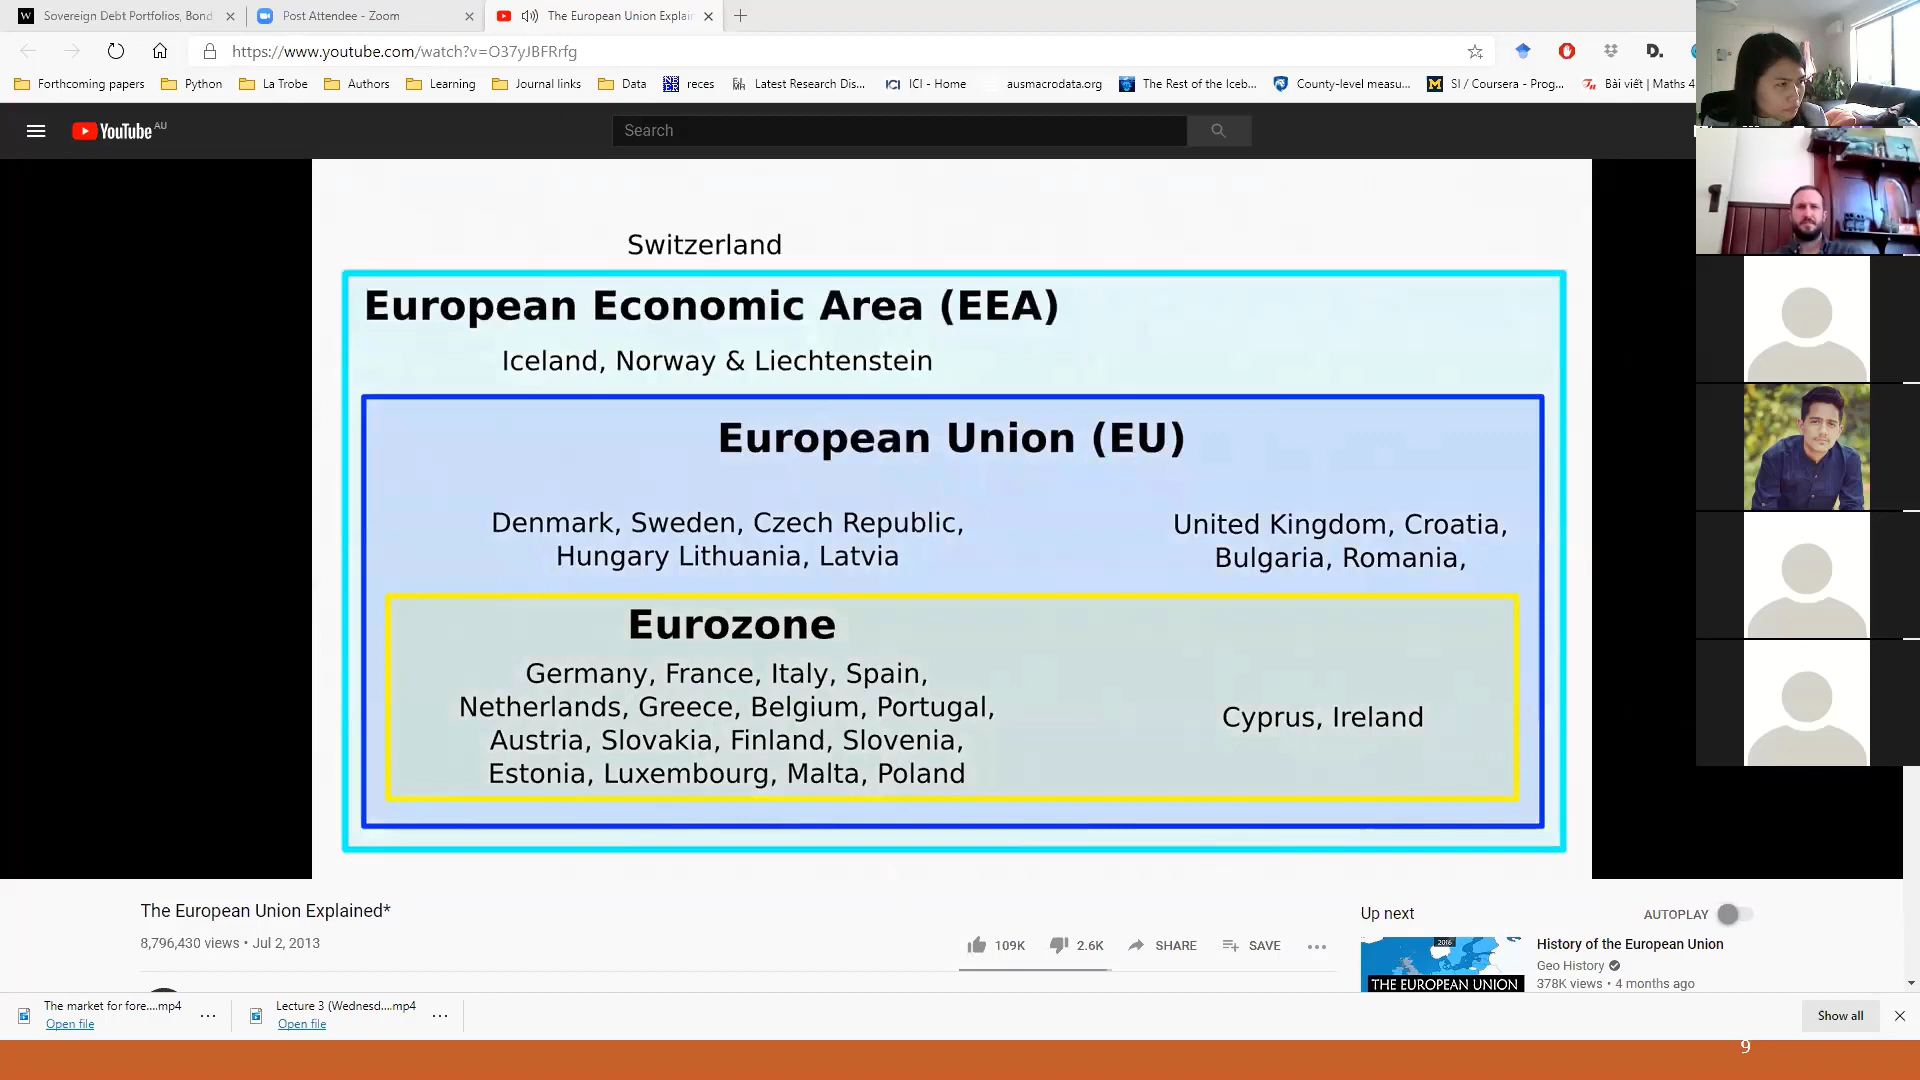 Sovereign Debt Portfolios, Bond
Post Attendee - Zoom
The European Union Explai
https://www.youtube.com/watch?v=O37yJBFRrfg
Forthcoming papers
Python
La Trobe
Authors
Learning
Journal links
Data
reces
Latest Research Dis...
ICI - Home
ausmacrodata.org
The Rest of the Iceb...
County-level measu...
SI / Coursera - Prog...
Bài viết | Maths 4
YouTube AU
Search
Switzerland
European Economic Area (EEA)
Iceland, Norway & Liechtenstein
European Union (EU)
Denmark, Sweden, Czech Republic,
Hungary Lithuania, Latvia
United Kingdom, Croatia,
Bulgaria, Romania,
Eurozone
Germany, France, Italy, Spain,
Netherlands, Greece, Belgium, Portugal,
Austria, Slovakia, Finland, Slovenia,
Estonia, Luxembourg, Malta, Poland
Cyprus, Ireland
The European Union Explained*
8,796,430 views • Jul 2, 2013
109K
2.6K
SHARE
SAVE
Up next
AUTOPLAY
2016
THE EUROPEAN UNION
History of the European Union
Geo History
378K views • 4 months ago
The market for fore....mp4
Open file
Lecture 3 (Wednesd....mp4
Open file
Show all
9